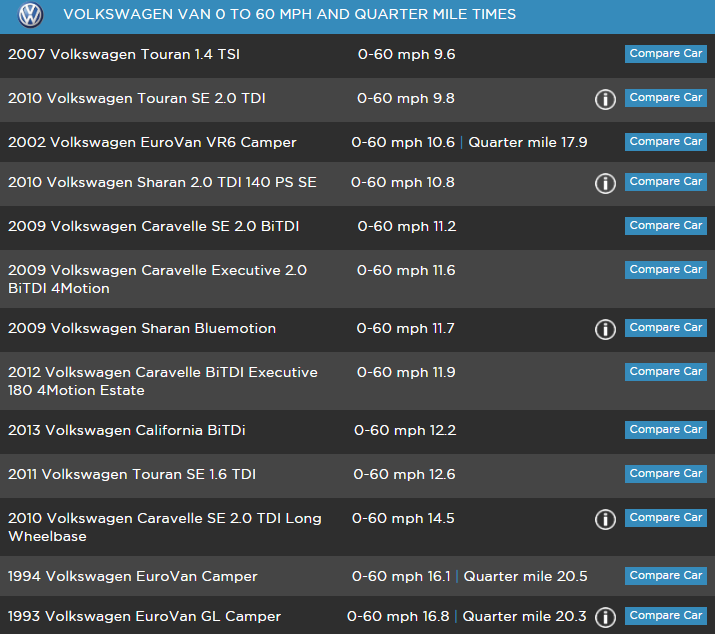 VOLKSWAGEN VAN 0 TO 60 MPH AND QUARTER MILE TIMES
2007 Volkswagen Touran 1.4 TSI 0-60 mph 9.6 Compare Car
2010 Volkswagen Touran SE 2.0 TDI 0-60 mph 9.8 i Compare Car
2002 Volkswagen EuroVan VR6 Camper 0-60 mph 10.6 | Quarter mile 17.9 Compare Car
2010 Volkswagen Sharan 2.0 TDI 140 PS SE 0-60 mph 10.8 i Compare Car
2009 Volkswagen Caravelle SE 2.0 BiTDI 0-60 mph 11.2 Compare Car
2009 Volkswagen Caravelle Executive 2.0 0-60 mph 11.6 Compare Car
BiTDI 4Motion
2009 Volkswagen Sharan Bluemotion 0-60 mph 11.7 i Compare Car
2012 Volkswagen Caravelle BiTDI Executive 0-60 mph 11.9 Compare Car
180 4Motion Estate
2013 Volkswagen California BiTDi 0-60 mph 12.2 Compare Car
2011 Volkswagen Touran SE 1.6 TDI 0-60 mph 12.6 Compare Car
2010 Volkswagen Caravelle SE 2.0 TDI Long 0-60 mph 14.5 i Compare Car
Wheelbase
1994 Volkswagen EuroVan Camper 0-60 mph 16.1 | Quarter mile 20.5 Compare Car
1993 Volkswagen EuroVan GL Camper 0-60 mph 16.8 | Quarter mile 20.3 i Compare Car